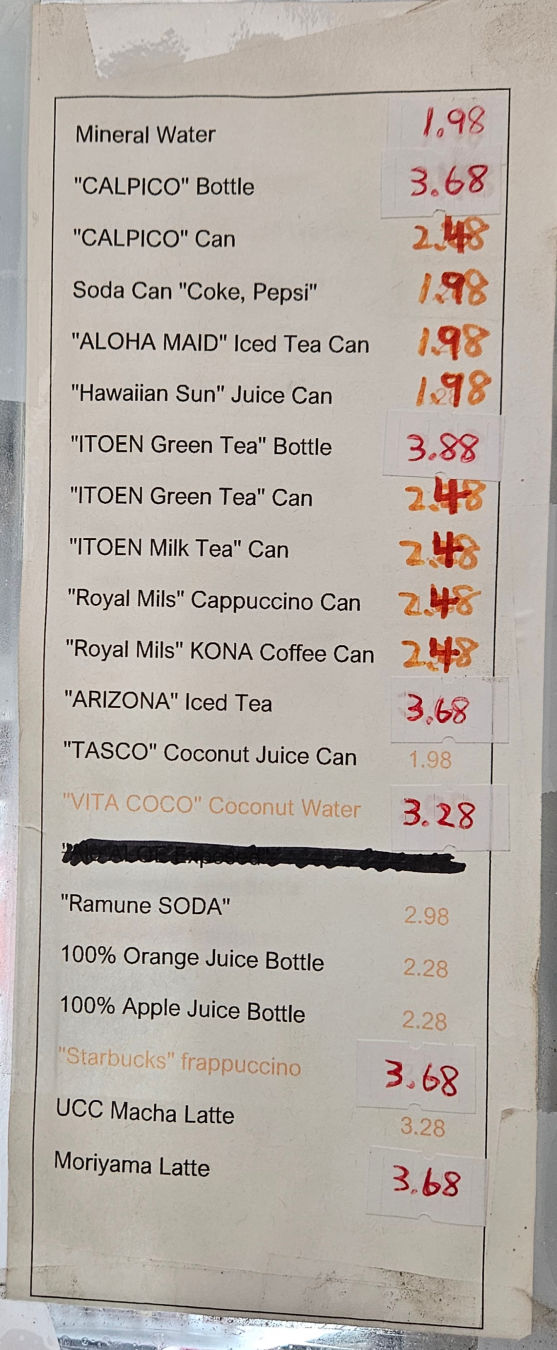 Mineral Water 1.98
"CALPICO" Bottle 3.68
"CALPICO" Can 2.48
Soda Can "Coke, Pepsi" 1.98
"ALOHA MAID" Iced Tea Can 1.98
"Hawaiian Sun" Juice Can 1.98
"ITOEN Green Tea" Bottle 3.88
"ITOEN Green Tea" Can 2.48
"ITOEN Milk Tea" Can 2.48
"Royal Mils" Cappuccino Can 2.48
"Royal Mils" KONA Coffee Can 2.48
"ARIZONA" Iced Tea 3.68
"TASCO" Coconut Juice Can 1.98
"VITA COCO" Coconut Water 3.28
"Ramune SODA" 2.98
100% Orange Juice Bottle 2.28
100% Apple Juice Bottle 2.28
"Starbucks" frappuccino 3.68
UCC Macha Latte 3.28
Moriyama Latte 3.68